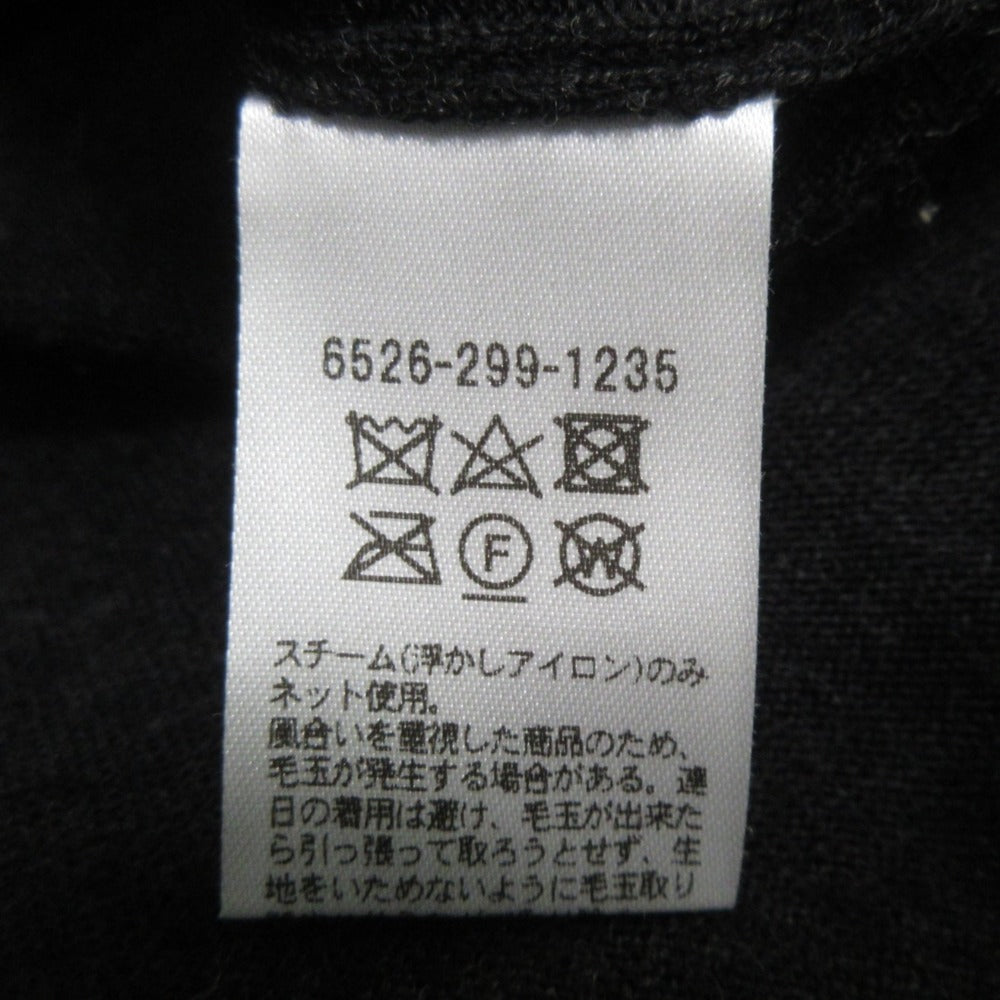 6526-299-1235
F
W
スチーム(浮かしアイロン)のみ
ネット使用。
風合いを重視した商品のため、
毛玉が発生する場合がある。連
日の着用は避け、毛玉が出来た
ら引っ張って取ろうとせず、生
地をいためないように毛玉取り